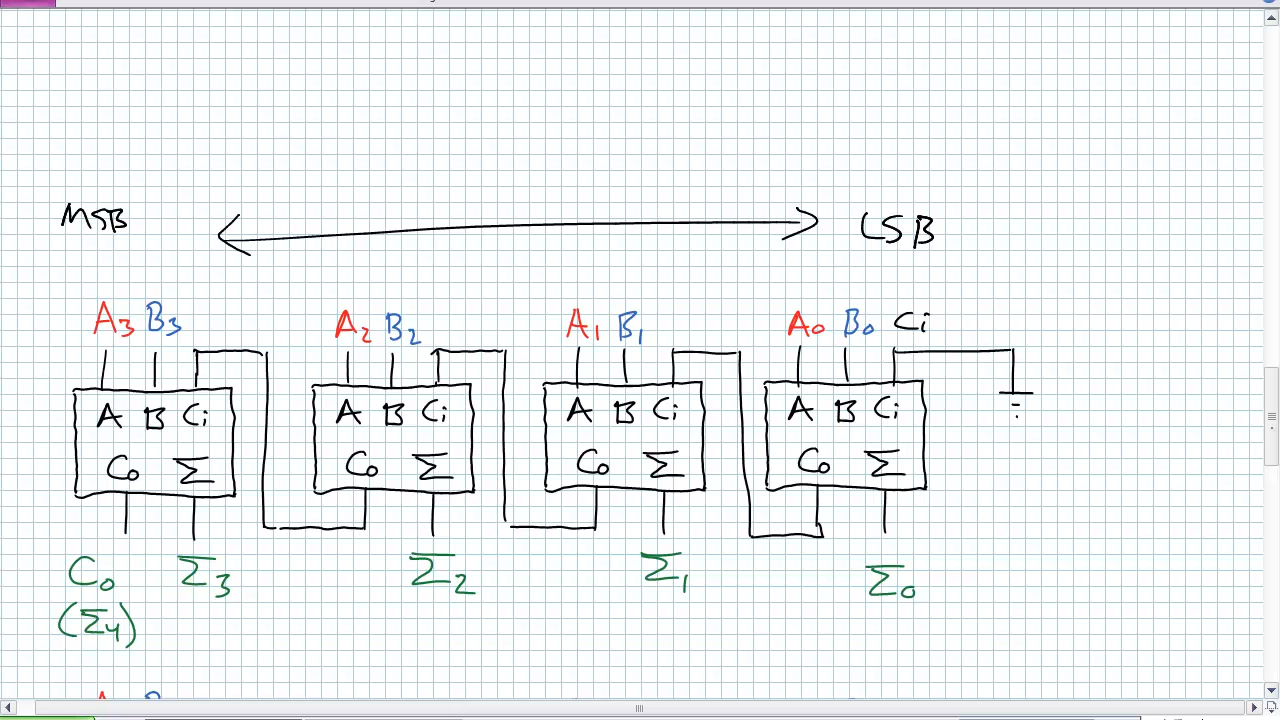 MSB LSB
A3 B3 A2 B2 A1 B1 A0 B0 Ci
A B Ci A B Ci A B Ci A B Ci
Co Σ Co Σ Co Σ Co Σ
Co Σ3 Σ2 Σ1 Σ0
(Σ4)